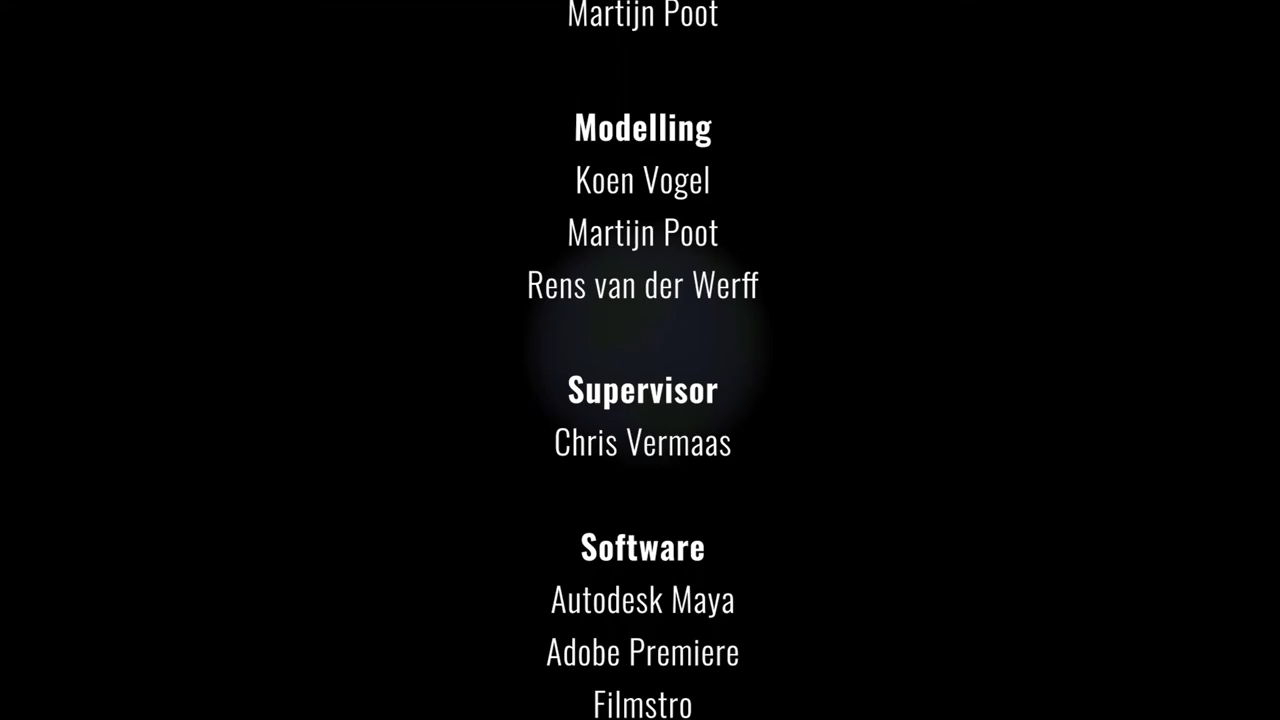 Martijn Poot
Modelling
Koen Vogel
Martijn Poot
Rens van der Werff
Supervisor
Chris Vermaas
Software
Autodesk Maya
Adobe Premiere
Filmstro